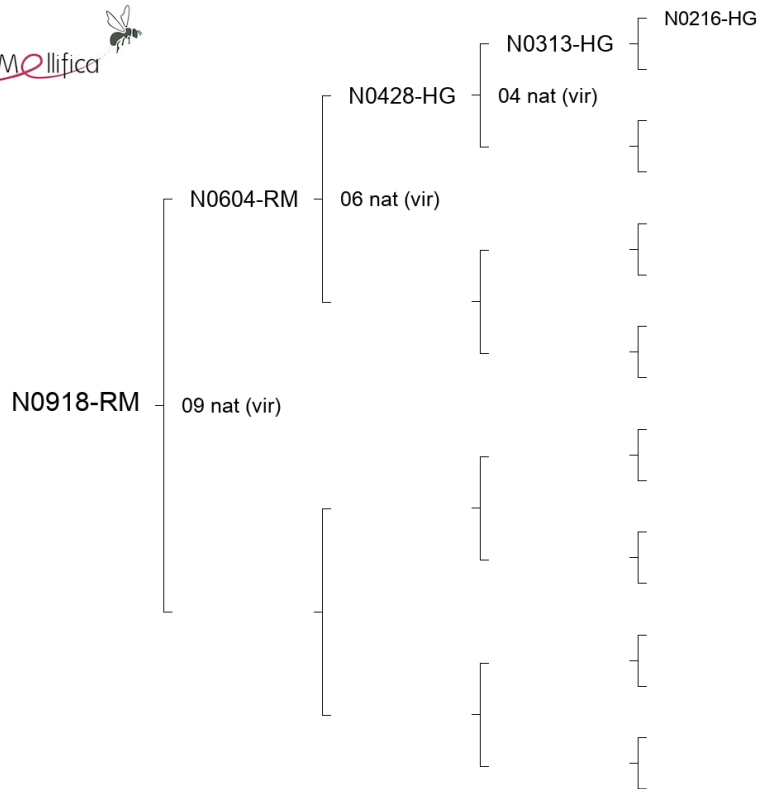 Mellifica
N0216-HG
N0313-HG
N0428-HG
04 nat (vir)
N0604-RM
06 nat (vir)
N0918-RM
09 nat (vir)